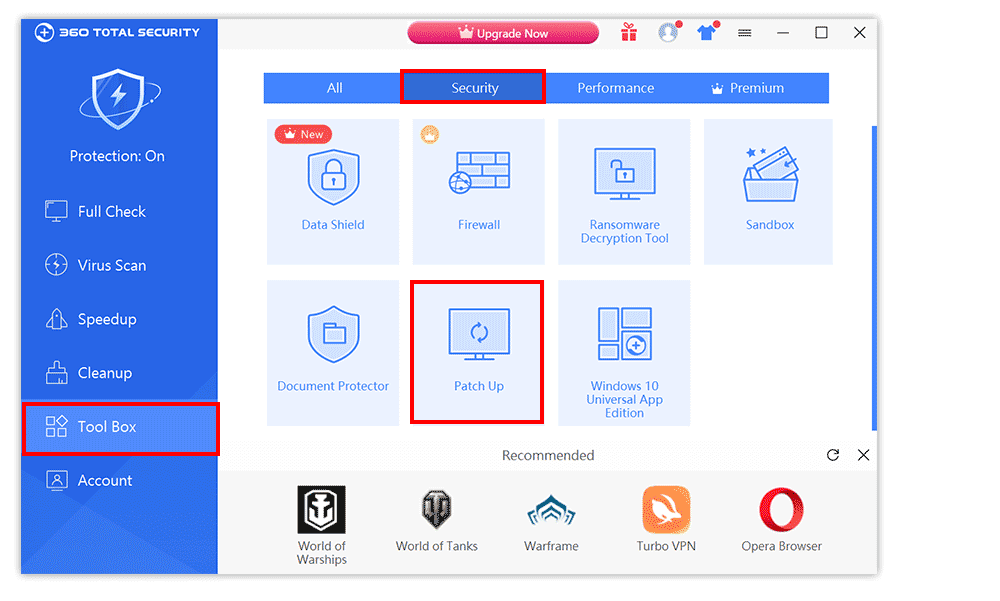 360 TOTAL SECURITY
Upgrade Now
Protection: On
Full Check
Virus Scan
Speedup
Cleanup
Tool Box
Account
All
Security
Performance
Premium
New
Data Shield
Firewall
Ransomware
Decryption Tool
Sandbox
Document Protector
Patch Up
Windows 10
Universal App
Edition
Recommended
World of
Warships
World of Tanks
Warframe
Turbo VPN
Opera Browser